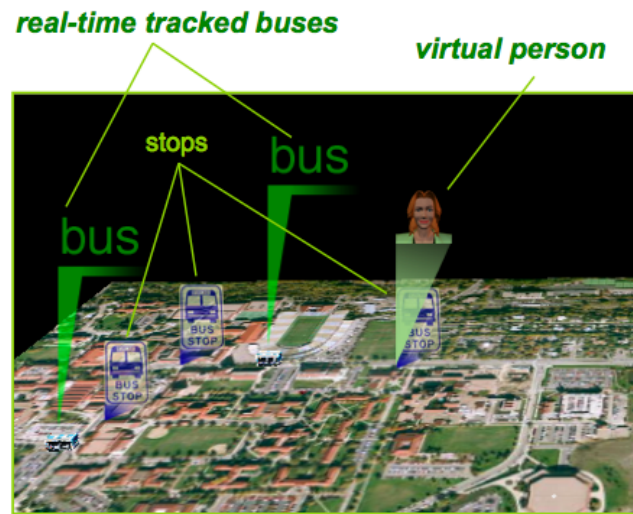 real-time tracked buses
virtual person
stops
bus
bus
BUS
STOP
BUS
STOP
BUS
STOP